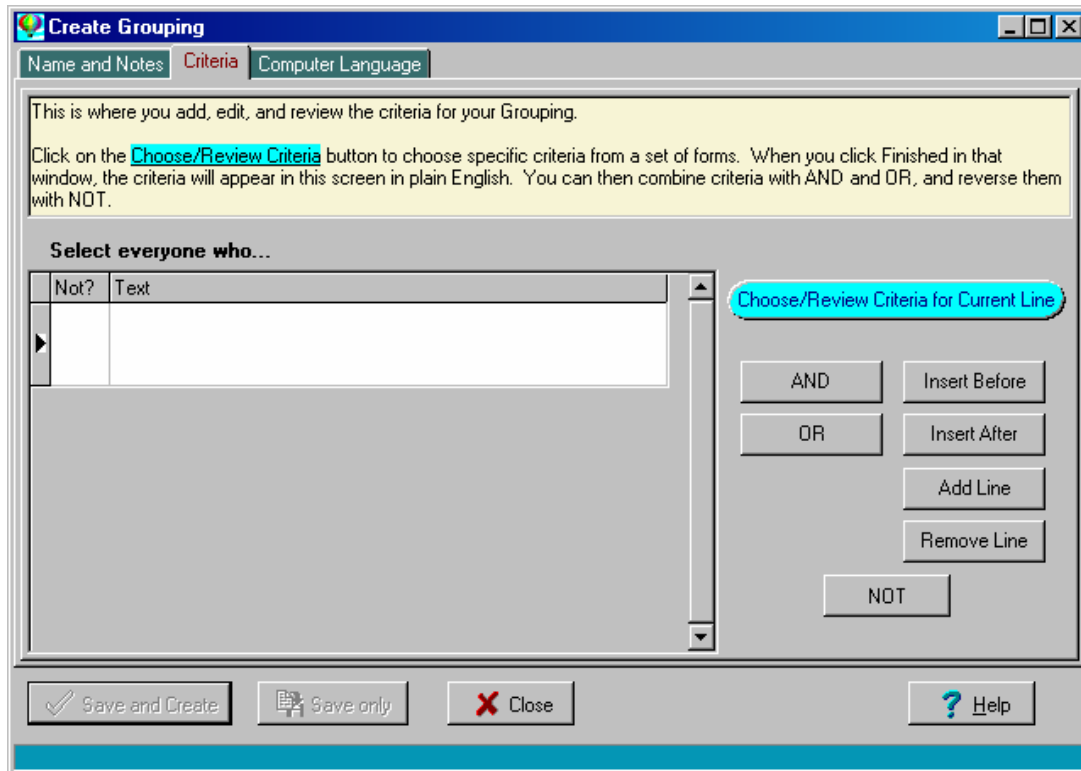 Create Grouping
Name and Notes Criteria Computer Language
This is where you add, edit, and review the criteria for your Grouping.
Click on the Choose/Review Criteria button to choose specific criteria from a set of forms. When you click Finished in that
window, the criteria will appear in this screen in plain English. You can then combine criteria with AND and OR, and reverse them
with NOT.
Select everyone who...
Not? Text
Choose/Review Criteria for Current Line
AND Insert Before
OR Insert After
Add Line
Remove Line
NOT
Save and Create Save only Close Help